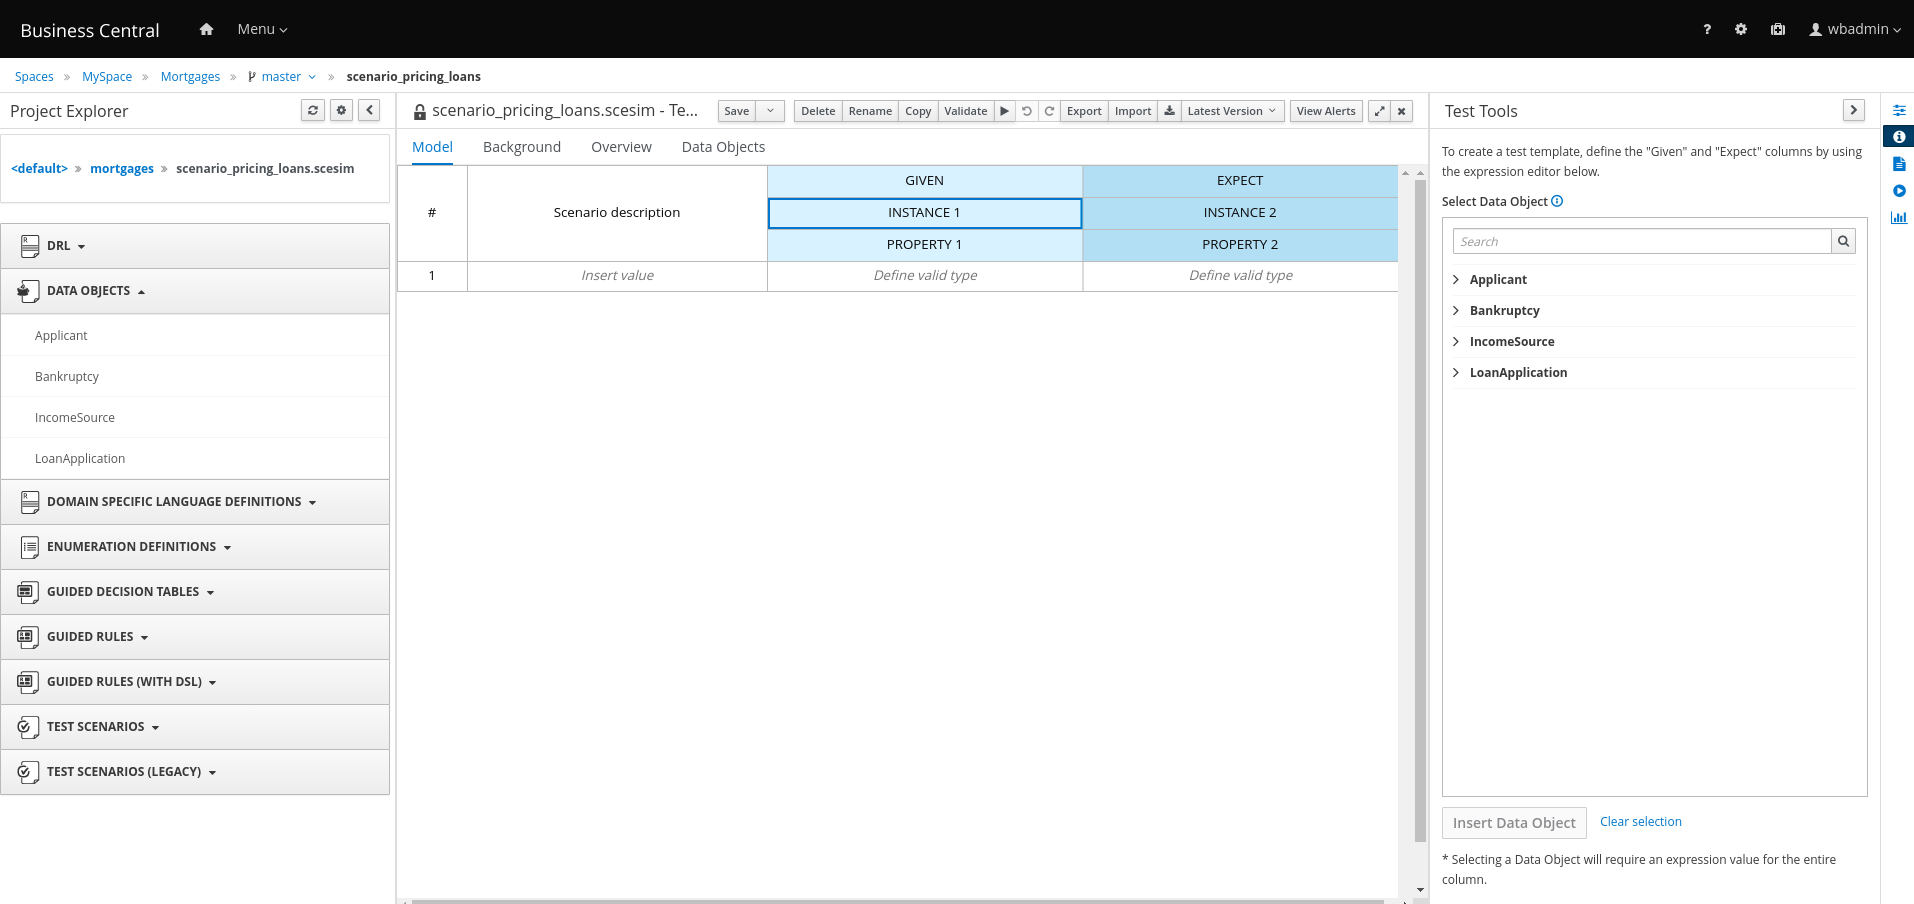 Business Central
Menu
?
wbadmin
Spaces » MySpace » Mortgages » master » scenario_pricing_loans
Project Explorer
<default> » mortgages » scenario_pricing_loans.scesim
DRL
DATA OBJECTS
Applicant
Bankruptcy
IncomeSource
LoanApplication
DOMAIN SPECIFIC LANGUAGE DEFINITIONS
ENUMERATION DEFINITIONS
GUIDED DECISION TABLES
GUIDED RULES
GUIDED RULES (WITH DSL)
TEST SCENARIOS
TEST SCENARIOS (LEGACY)
scenario_pricing_loans.scesim - Te...
Save Delete Rename Copy Validate Export Import Latest Version View Alerts
Model Background Overview Data Objects
# Scenario description
GIVEN EXPECT
INSTANCE 1 INSTANCE 2
PROPERTY 1 PROPERTY 2
1 Insert value Define valid type Define valid type
Test Tools
To create a test template, define the "Given" and "Expect" columns by using
the expression editor below.
Select Data Object
Search
Applicant
Bankruptcy
IncomeSource
LoanApplication
Insert Data Object Clear selection
* Selecting a Data Object will require an expression value for the entire
column.